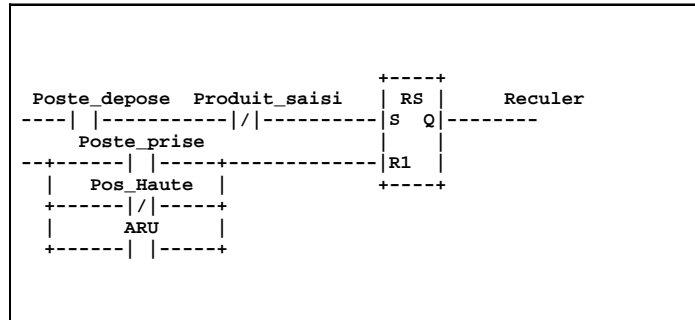 Poste_depose Produit_saisi RS Reculer
----| |-----------|/|----------|S Q|--------
Poste_prise
--+------| |-----+-------------|R1
Pos_Haute
+------|/|-----+
ARU
+------| |-----+